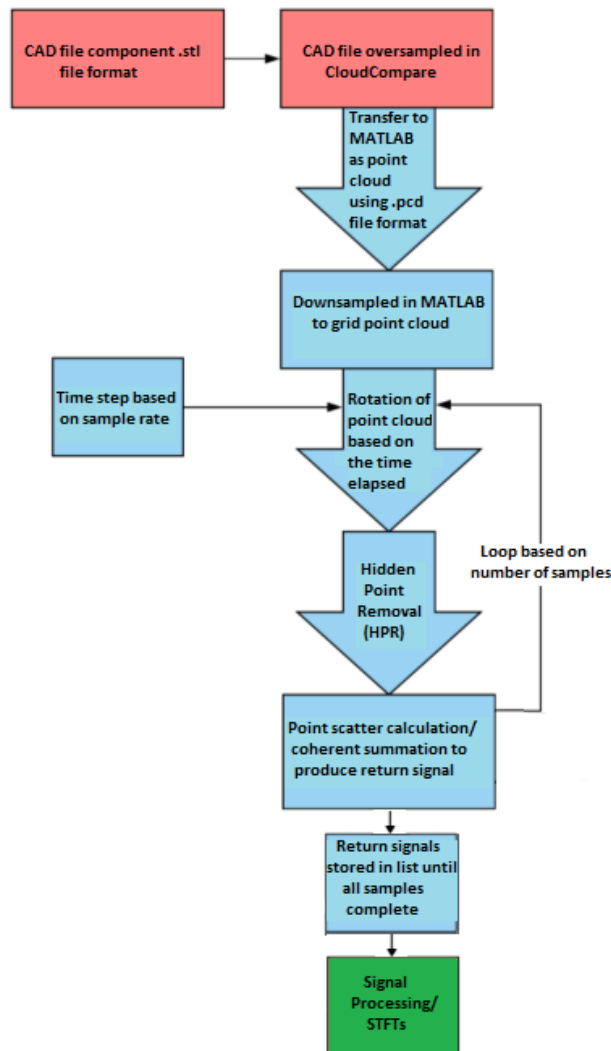 CAD file component .stl
file format
CAD file oversampled in
CloudCompare
Transfer to
MATLAB
as point
cloud
using .pcd
file format
Downsampled in MATLAB
to grid point cloud
Time step based
on sample rate
Rotation of
point cloud
based on
the time
elapsed
Loop based on
number of samples
Hidden
Point
Removal
(HPR)
Point scatter calculation/
coherent summation to
produce return signal
Return signals
stored in list until
all samples
complete
Signal
Processing/
STFTs